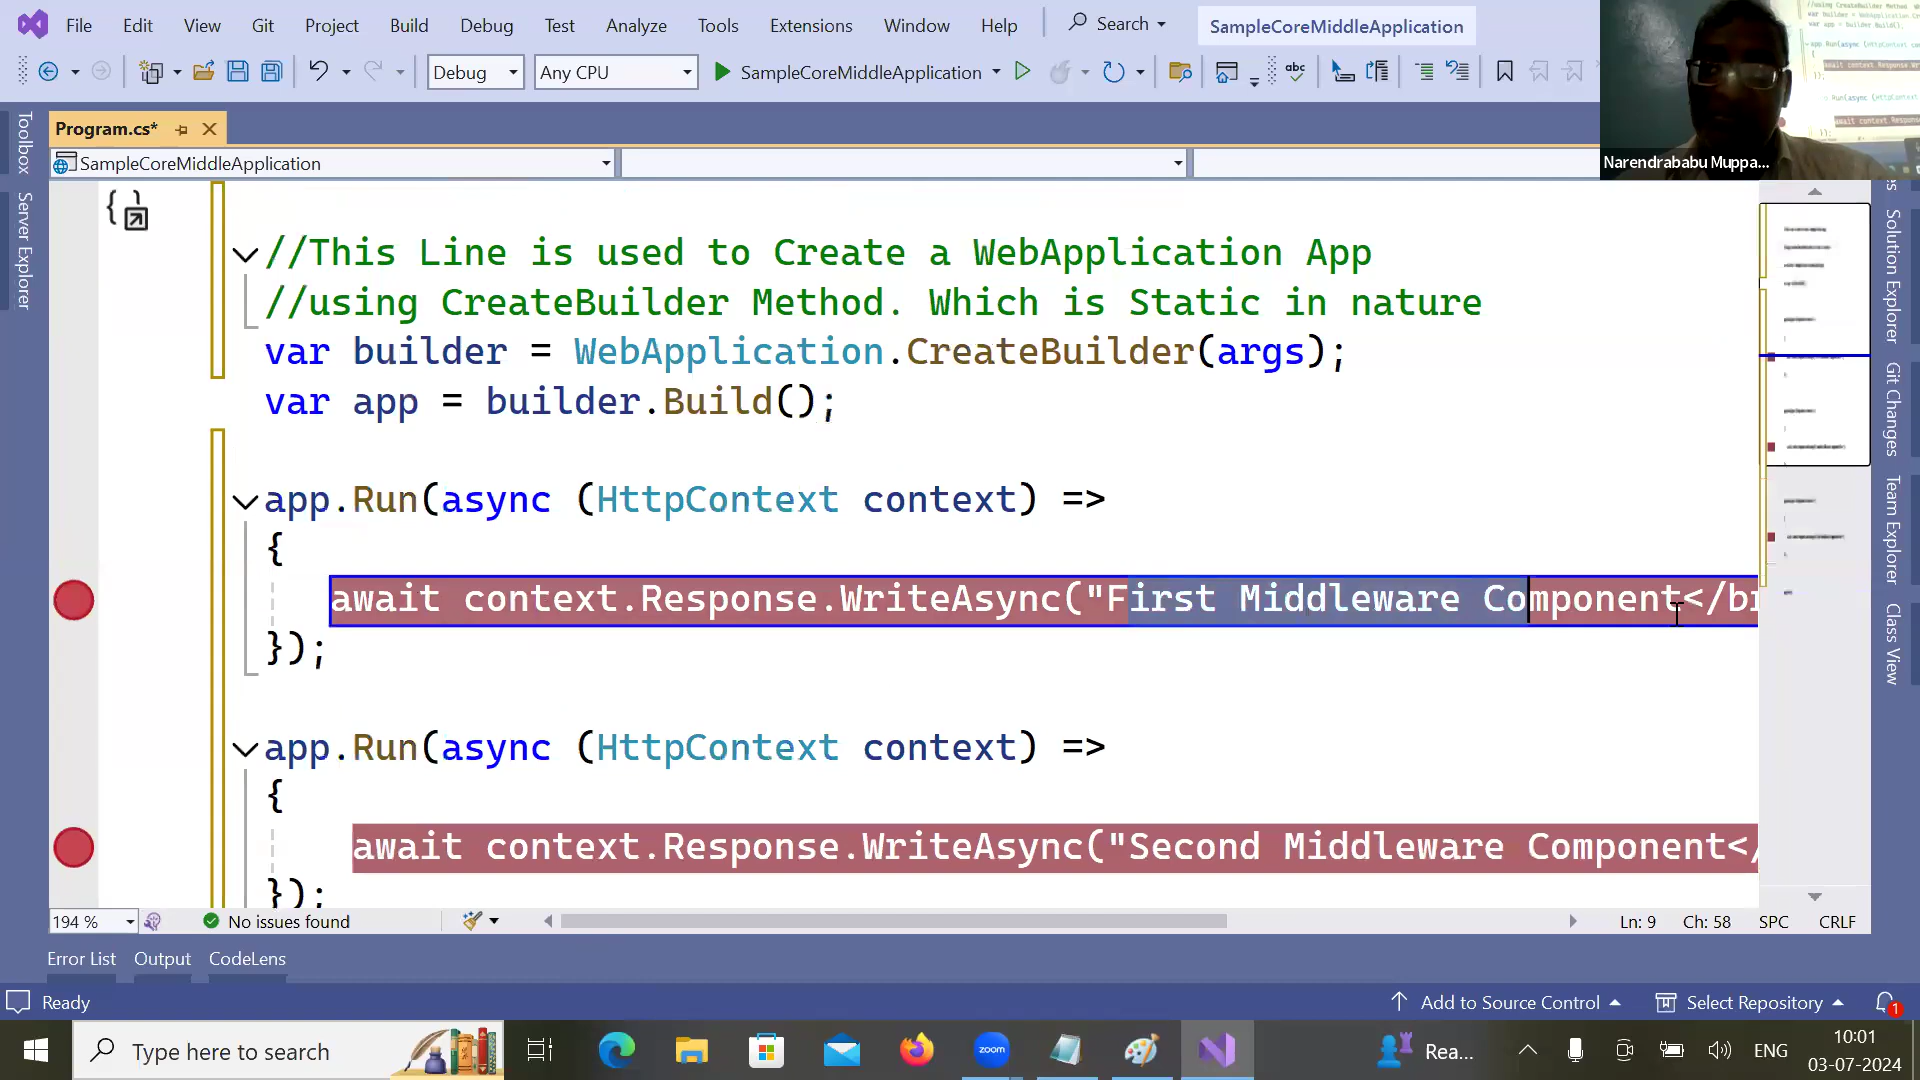 File Edit View Git Project Build Debug Test Analyze Tools Extensions Window Help Search SampleCoreMiddleApplication
Debug Any CPU SampleCoreMiddleApplication
Narendrababu Muppa...
Program.cs*
SampleCoreMiddleApplication
Toolbox
Server Explorer
//This Line is used to Create a WebApplication App
//using CreateBuilder Method. Which is Static in nature
var builder = WebApplication.CreateBuilder(args);
var app = builder.Build();
app.Run(async (HttpContext context) =>
{
await context.Response.WriteAsync("First Middleware Component</br
});
app.Run(async (HttpContext context) =>
{
await context.Response.WriteAsync("Second Middleware Component</
});
Solution Explorer
Git Changes
Team Explorer
Class View
194 % No issues found Ln: 9 Ch: 58 SPC CRLF
Error List Output CodeLens
Ready Add to Source Control Select Repository 1
Type here to search zoom Rea... ENG 10:01
03-07-2024